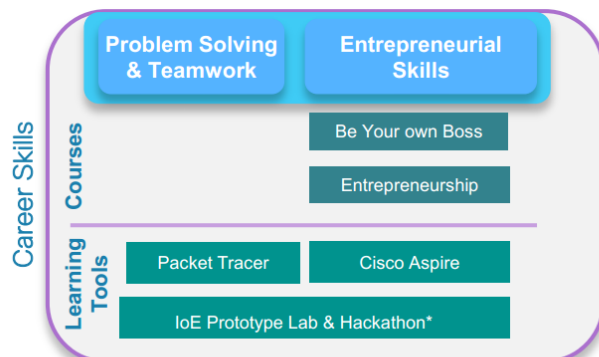 Problem Solving
& Teamwork
Entrepreneurial
Skills
Career Skills
Courses
Be Your own Boss
Entrepreneurship
Learning
Tools
Packet Tracer
Cisco Aspire
IoE Prototype Lab & Hackathon*